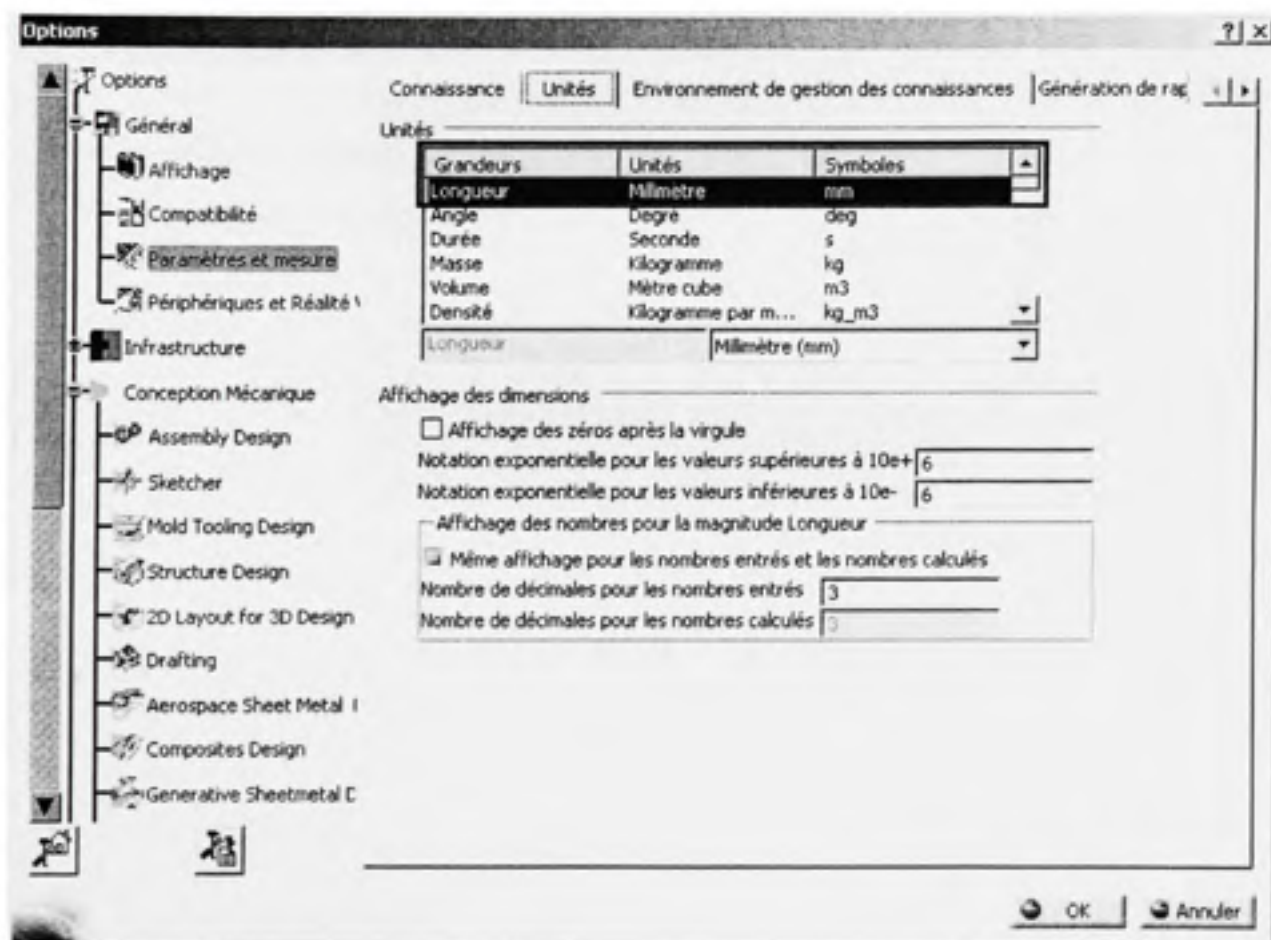 Options
Options
Général
Affichage
Compatibilité
Paramètres et mesure
Périphériques et Réalité
Infrastructure
Conception Mécanique
Assembly Design
Sketcher
Mold Tooling Design
Structure Design
2D Layout for 3D Design
Drafting
Aerospace Sheet Metal
Composites Design
Generative Sheetmetal D
Connaissance Unités Environnement de gestion des connaissances Génération de rap
Unités
Grandeurs Unités Symboles
Longueur Millimètre mm
Angle Degré deg
Durée Seconde s
Masse Kilogramme kg
Volume Mètre cube m3
Densité Kilogramme par m... kg_m3
Longueur Millimètre (mm)
Affichage des dimensions
Affichage des zéros après la virgule
Notation exponentielle pour les valeurs supérieures à 10e+ 6
Notation exponentielle pour les valeurs inférieures à 10e- 6
Affichage des nombres pour la magnitude Longueur
Même affichage pour les nombres entrés et les nombres calculés
Nombre de décimales pour les nombres entrés 3
Nombre de décimales pour les nombres calculés 3
OK Annuler